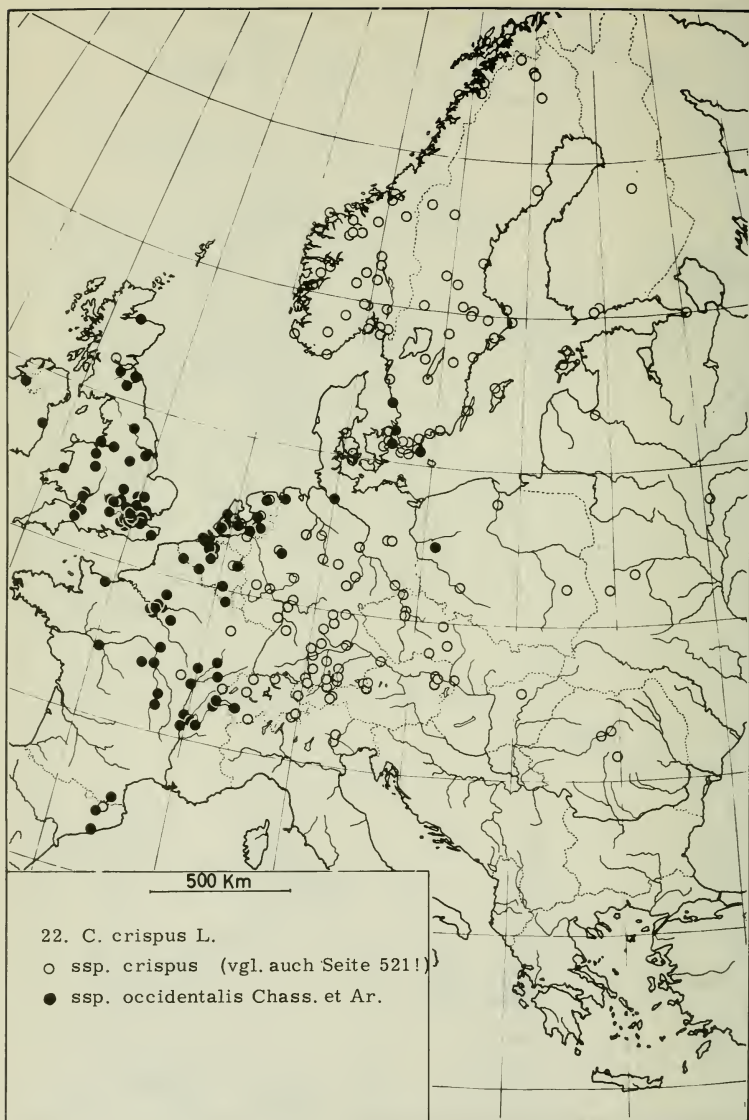 500 Km
22. C. crispus L.
ssp. crispus (vgl. auch Seite 521!)
ssp. occidentalis Chass. et Ar.